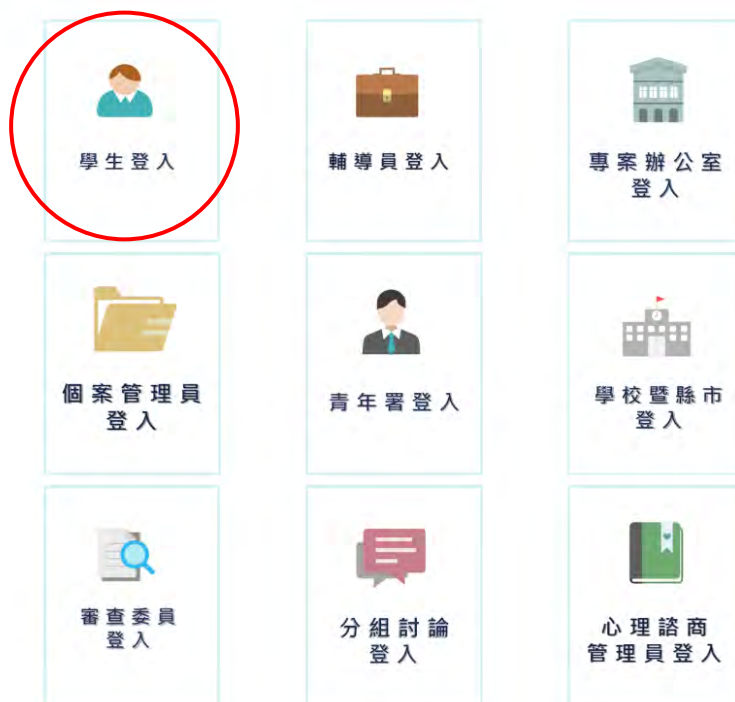 學生登入
輔導員登入
專案辦公室
登入
個案管理員
登入
青年署登入
學校暨縣市
登入
審查委員
登入
分組討論
登入
心理諮商
管理員登入